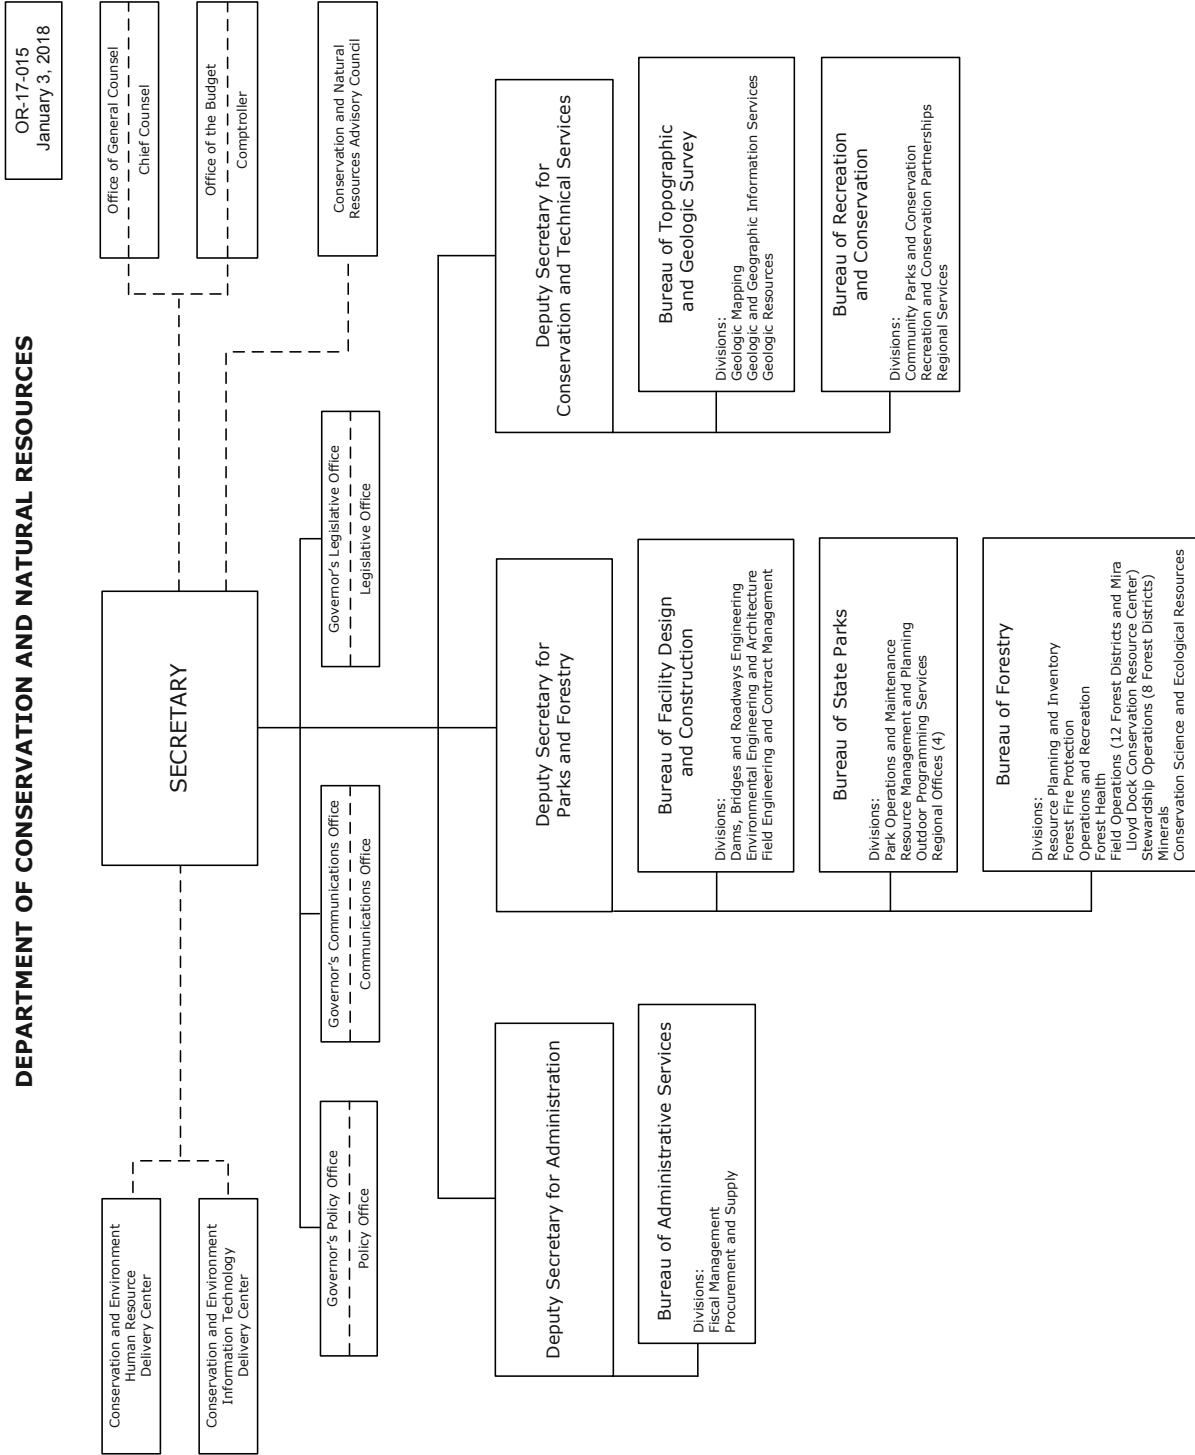 DEPARTMENT OF CONSERVATION AND NATURAL RESOURCES
OR-17-015
January 3, 2018
Conservation and Environment
Human Resource
Delivery Center
Conservation and Environment
Information Technology
Delivery Center
SECRETARY
Office of General Counsel
Chief Counsel
Office of the Budget
Comptroller
Conservation and Natural
Resources Advisory Council
Governor's Policy Office
Policy Office
Governor's Communications Office
Communications Office
Governor's Legislative Office
Legislative Office
Deputy Secretary for Administration
Bureau of Administrative Services
Divisions:
Fiscal Management
Procurement and Supply
Deputy Secretary for
Parks and Forestry
Bureau of Facility Design
and Construction
Divisions:
Dams, Bridges and Roadways Engineering
Environmental Engineering and Architecture
Field Engineering and Contract Management
Bureau of State Parks
Divisions:
Park Operations and Maintenance
Resource Management and Planning
Outdoor Programming Services
Regional Offices (4)
Bureau of Forestry
Divisions:
Resource Planning and Inventory
Forest Fire Protection
Operations and Recreation
Forest Health
Field Operations (12 Forest Districts and Mira
Lloyd Dock Conservation Resource Center)
Stewardship Operations (8 Forest Districts)
Minerals
Conservation Science and Ecological Resources
Deputy Secretary for
Conservation and Technical Services
Bureau of Topographic
and Geologic Survey
Divisions:
Geologic Mapping
Geologic and Geographic Information Services
Geologic Resources
Bureau of Recreation
and Conservation
Divisions:
Community Parks and Conservation
Recreation and Conservation Partnerships
Regional Services